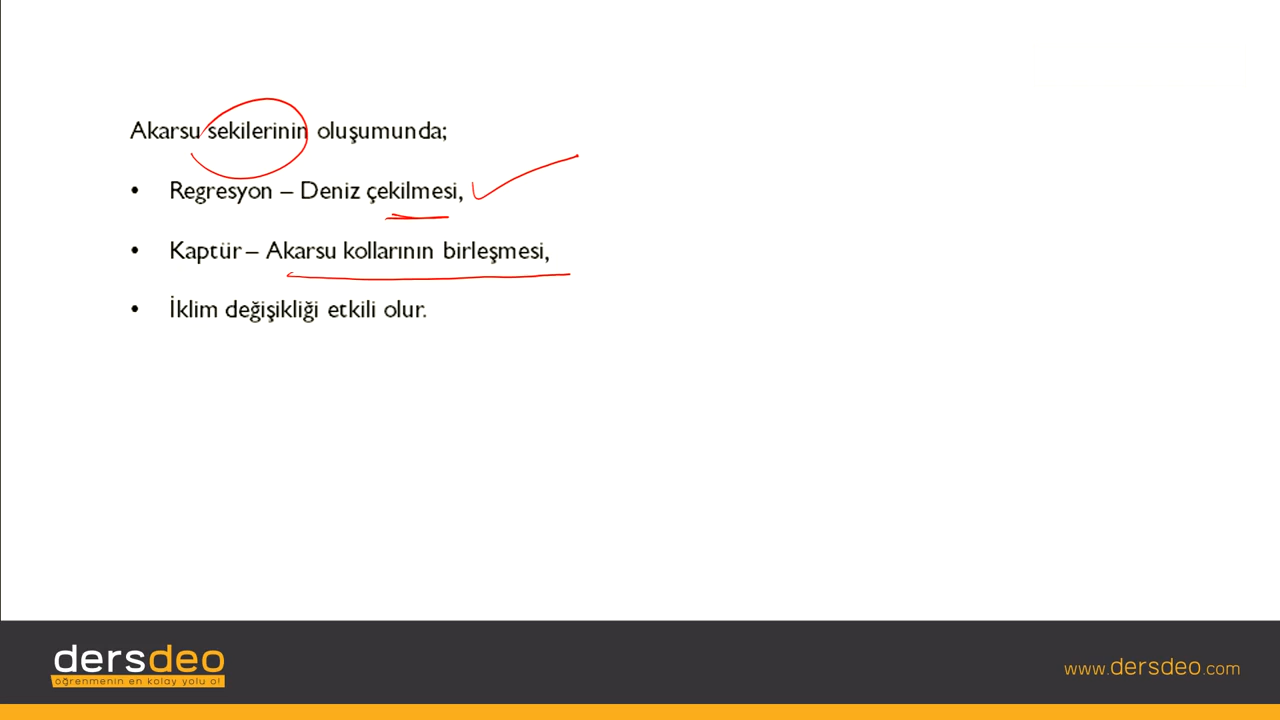 Akarsu sekilerinin oluşumunda;
• Regresyon – Deniz çekilmesi,
• Kaptür – Akarsu kollarının birleşmesi,
• İklim değişikliği etkili olur.
dersdeo
öğrenmenin en kolay yolu o!
www.dersdeo.com